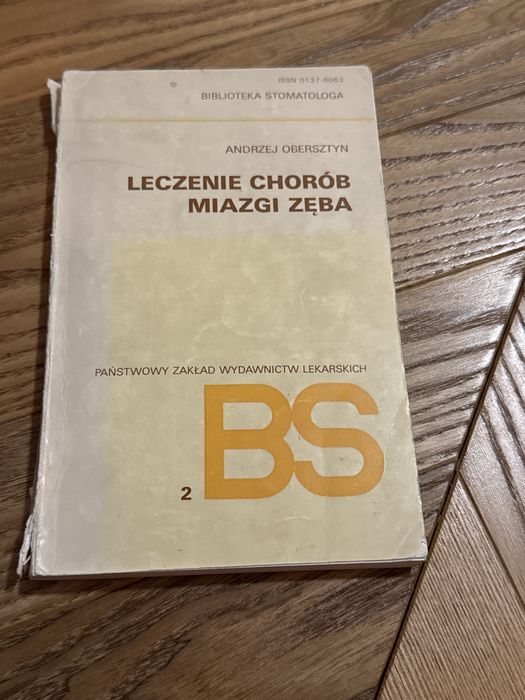 ISSN 0137-6063
BIBLIOTEKA STOMATOLOGA
ANDRZEJ OBERSZTYN
LECZENIE CHORÓB
MIAZGI ZĘBA
PAŃSTWOWY ZAKŁAD WYDAWNICTW LEKARSKICH
BS
2